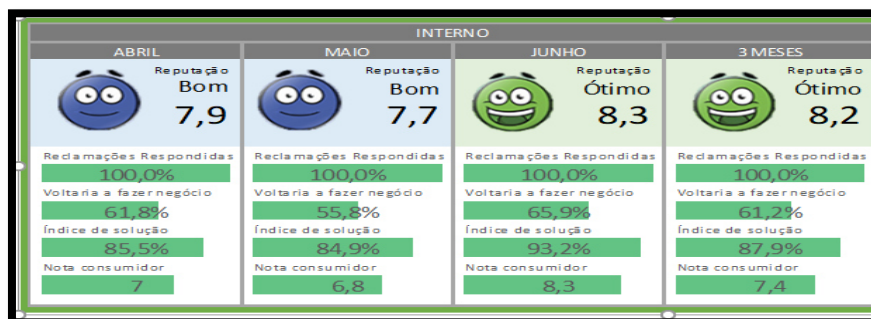 INTERNO
ABRIL
Reputação
Bom
7,9
Reclamações Respondidas
100,0%
Voltaria a fazer negócio
61,8%
Índice de solução
85,5%
Nota consumidor
7
MAIO
Reputação
Bom
7,7
Reclamações Respondidas
100,0%
Voltaria a fazer negócio
55,8%
Índice de solução
84,9%
Nota consumidor
6,8
JUNHO
Reputação
Ótimo
8,3
Reclamações Respondidas
100,0%
Voltaria a fazer negócio
65,9%
Índice de solução
93,2%
Nota consumidor
8,3
3 MESES
Reputação
Ótimo
8,2
Reclamações Respondidas
100,0%
Voltaria a fazer negócio
61,2%
Índice de solução
87,9%
Nota consumidor
7,4